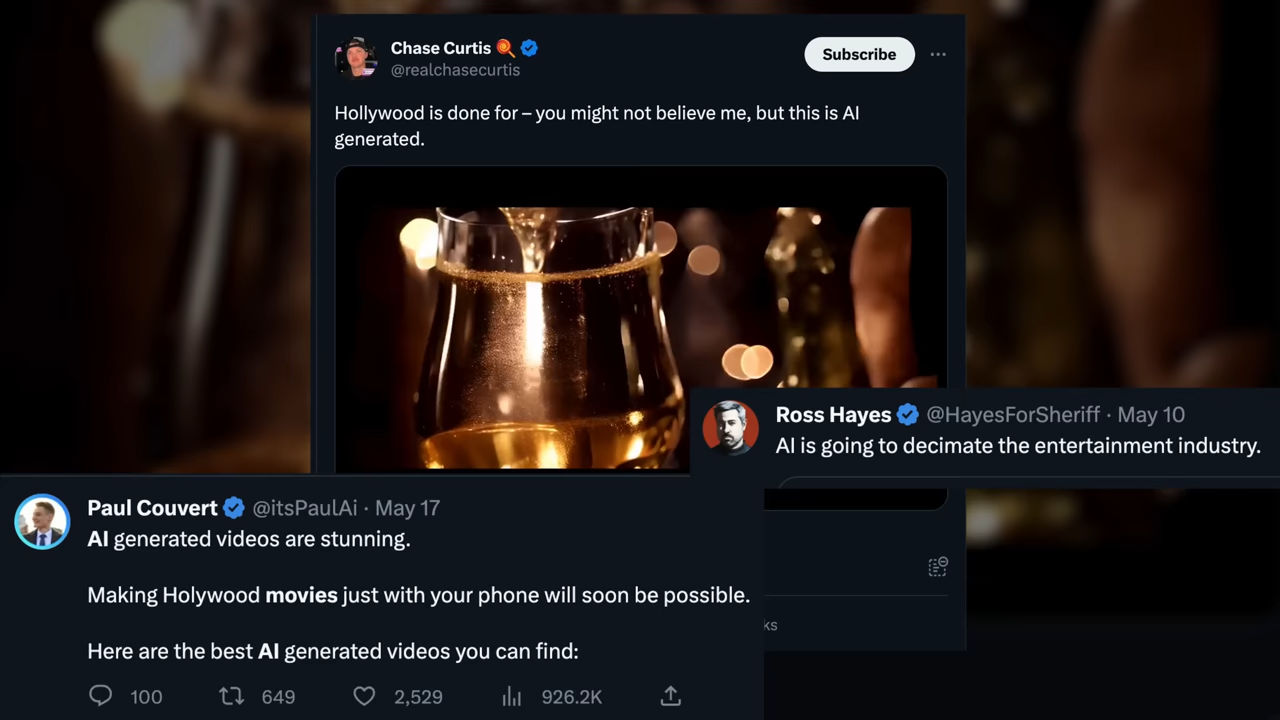 Chase Curtis
@realchasecurtis
Subscribe
Hollywood is done for – you might not believe me, but this is AI
generated.
Ross Hayes @HayesForSheriff · May 10
AI is going to decimate the entertainment industry.
Paul Couvert @itsPaulAi · May 17
AI generated videos are stunning.
Making Holywood movies just with your phone will soon be possible.
Here are the best AI generated videos you can find:
100 649 2,529 926.2K
ks